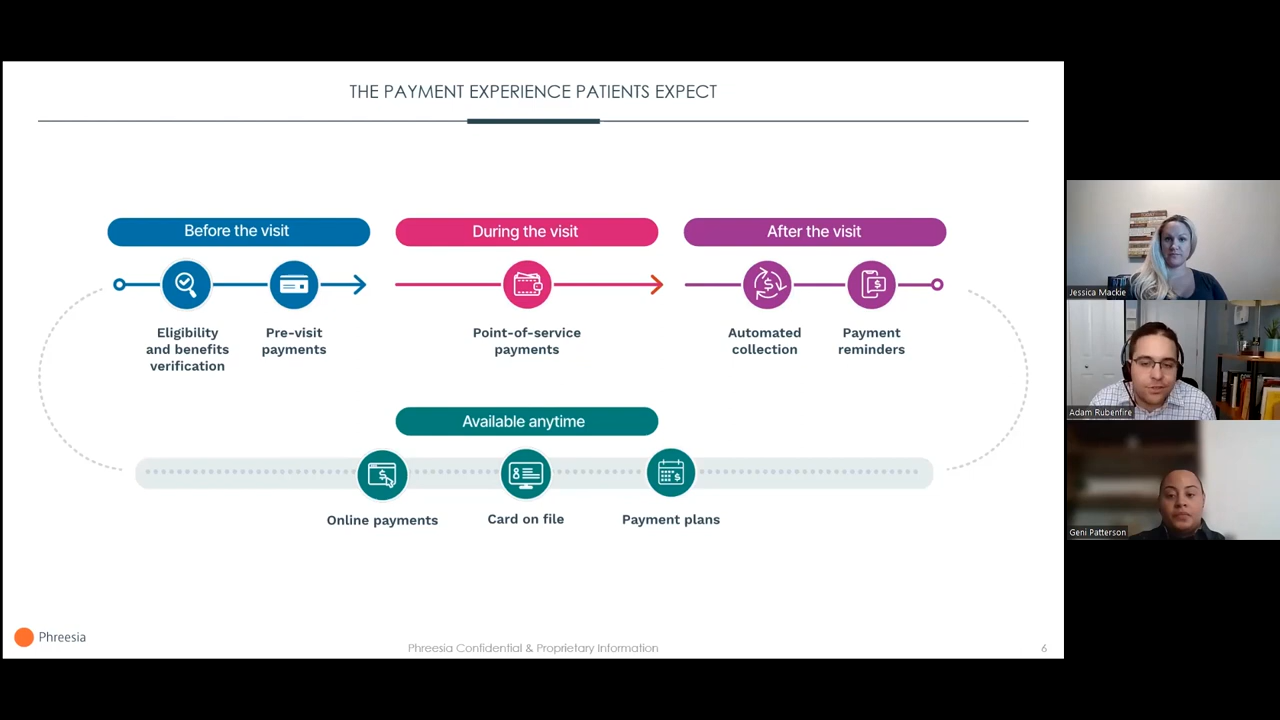 THE PAYMENT EXPERIENCE PATIENTS EXPECT
Before the visit
During the visit
After the visit
Eligibility
and benefits
verification
Pre-visit
payments
Point-of-service
payments
Automated
collection
Payment
reminders
Available anytime
Online payments
Card on file
Payment plans
Phreesia
Phreesia Confidential & Proprietary Information
6
Jessica Mackie
Adam Rubenfire
Geni Patterson